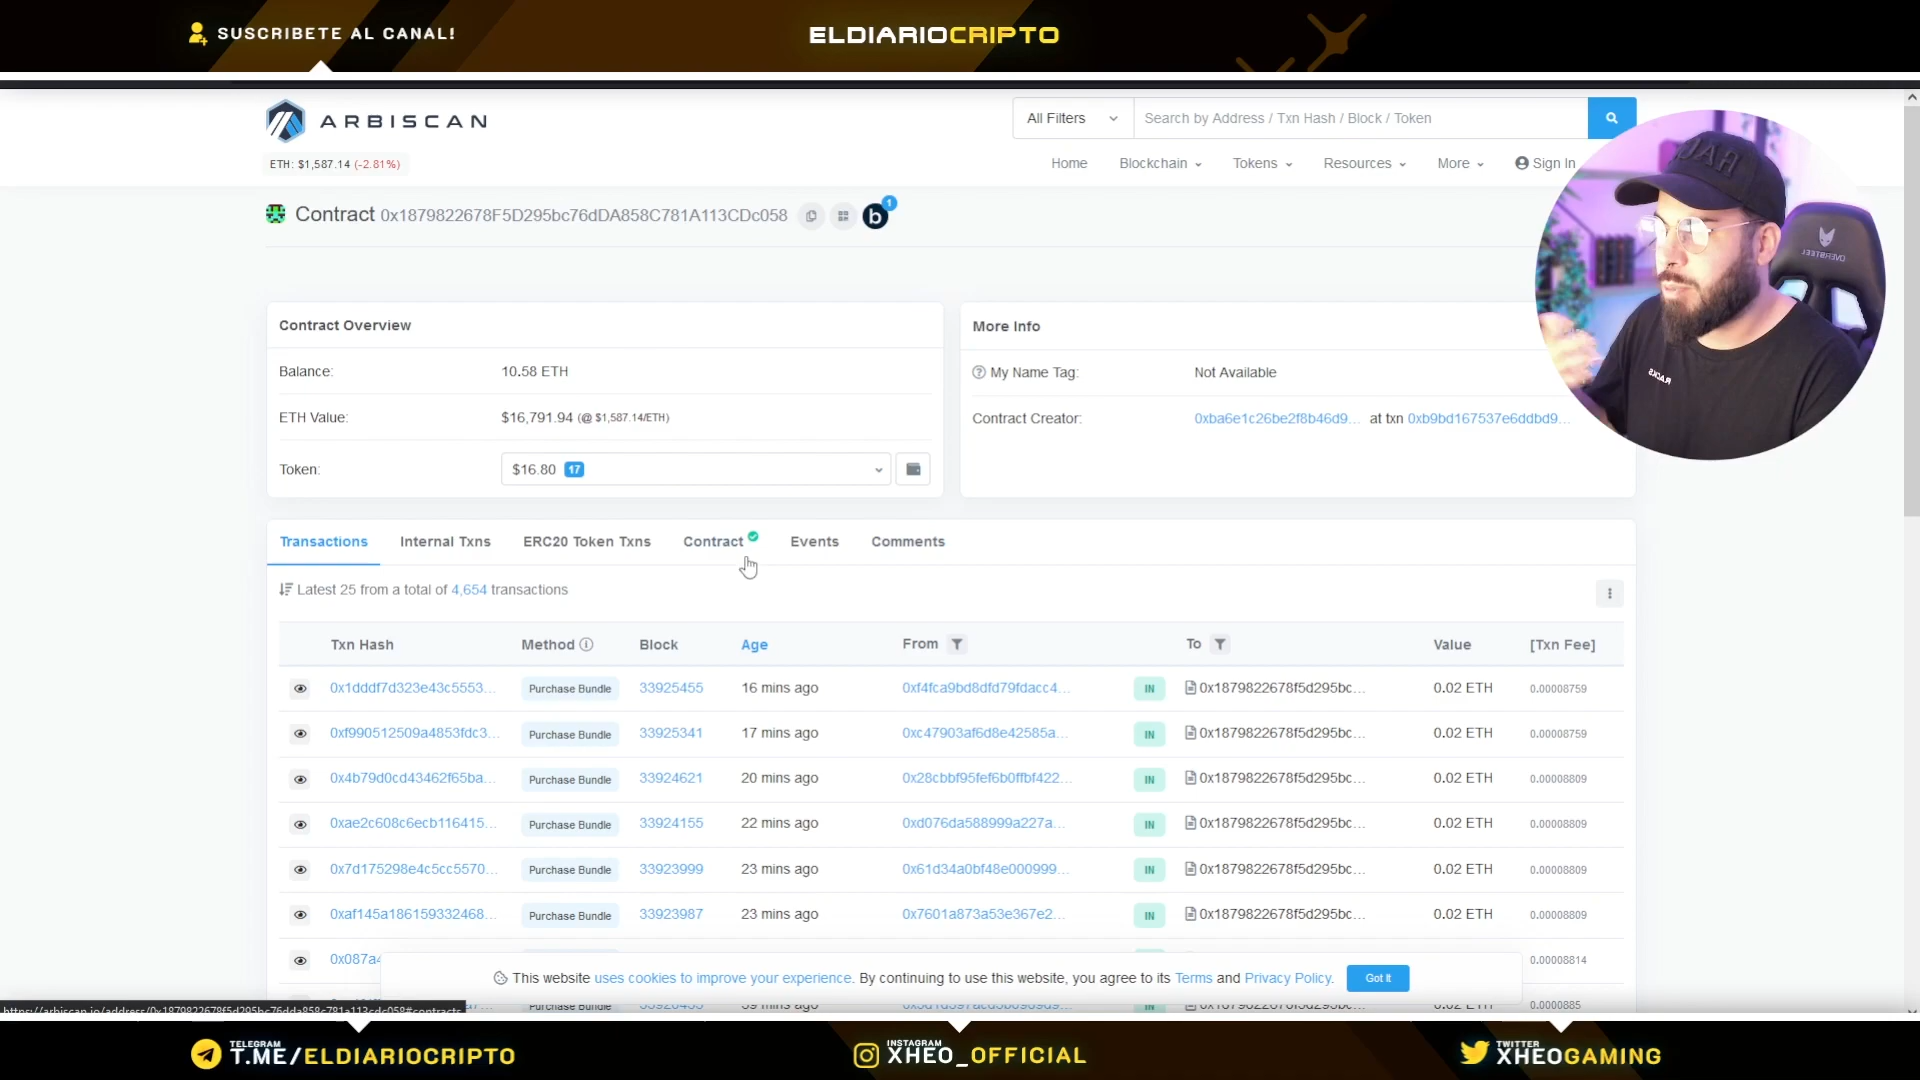 SUSCRIBETE AL CANAL!
ELDIARIOCRIPTO
ARBISCAN
All Filters
Search by Address / Txn Hash / Block / Token
ETH: $1,587.14 (-2.81%)
Home Blockchain Tokens Resources More Sign In
Contract 0x1879822678F5D295bc76dDA858C781A113CDc058
b 1
Contract Overview
Balance: 10.58 ETH
ETH Value: $16,791.94 (@ $1,587.14/ETH)
Token: $16.80 17
More Info
My Name Tag: Not Available
Contract Creator: 0xba6e1c26be2f8b46d9... at txn 0xb9bd167537e6ddbd9...
Transactions Internal Txns ERC20 Token Txns Contract Events Comments
Latest 25 from a total of 4,654 transactions
Txn Hash Method Block Age From To Value [Txn Fee]
0x1dddf7d323e43c5553... Purchase Bundle 33925455 16 mins ago 0xf4fca9bd8dfd79fdacc4... IN 0x1879822678f5d295bc... 0.02 ETH 0.00008759
0xf990512509a4853fdc3... Purchase Bundle 33925341 17 mins ago 0xc47903af6d8e42585a... IN 0x1879822678f5d295bc... 0.02 ETH 0.00008759
0x4b79d0cd43462f65ba... Purchase Bundle 33924621 20 mins ago 0x28cbbf95fef6b0ffbf422... IN 0x1879822678f5d295bc... 0.02 ETH 0.00008809
0xae2c608c6ecb116415... Purchase Bundle 33924155 22 mins ago 0xd076da588999a227a... IN 0x1879822678f5d295bc... 0.02 ETH 0.00008809
0x7d175298e4c5cc5570... Purchase Bundle 33923999 23 mins ago 0x61d34a0bf48e000999... IN 0x1879822678f5d295bc... 0.02 ETH 0.00008809
0xaf145a186159332468... Purchase Bundle 33923987 23 mins ago 0x7601a873a53e367e2... IN 0x1879822678f5d295bc... 0.02 ETH 0.00008809
0x087a4 0.00008814
This website uses cookies to improve your experience. By continuing to use this website, you agree to its Terms and Privacy Policy. Got It
Purchase Bundle IN 0.0000885
TELEGRAM
T.ME/ELDIARIOCRIPTO
INSTAGRAM
XHEO_OFFICIAL
TWITTER
XHEOGAMING